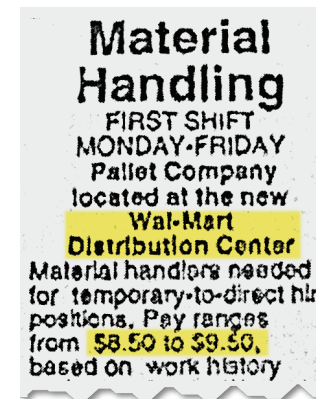 Material
Handling
FIRST SHIFT
MONDAY-FRIDAY
Pallet Company
located at the new
Wal-Mart
Distribution Center
Material handlers needed
for temporary-to-direct hir
positions. Pay ranges
from $8.50 to $9.50,
based on work history